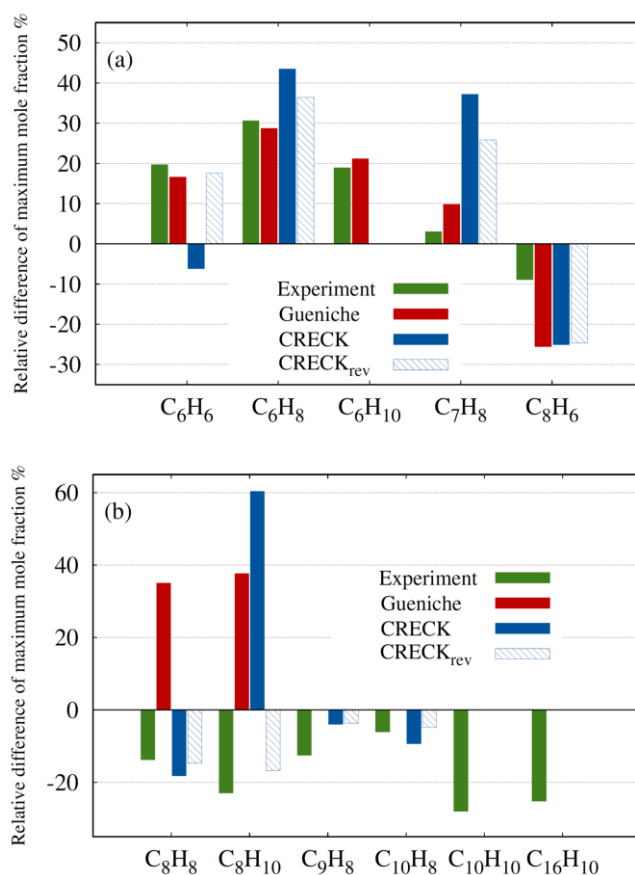 Relative difference of maximum mole fraction %
50
(a)
40
30
20
10
0
-10
Experiment
Gueniche
-20
CRECK
-30
CRECKrev
C6H6 C6H8 C6H10 C7H8 C8H6
Relative difference of maximum mole fraction %
60
(b)
40
Experiment
Gueniche
20
CRECK
CRECKrev
0
-20
C8H8 C8H10 C9H8 C10H8 C10H10 C16H10